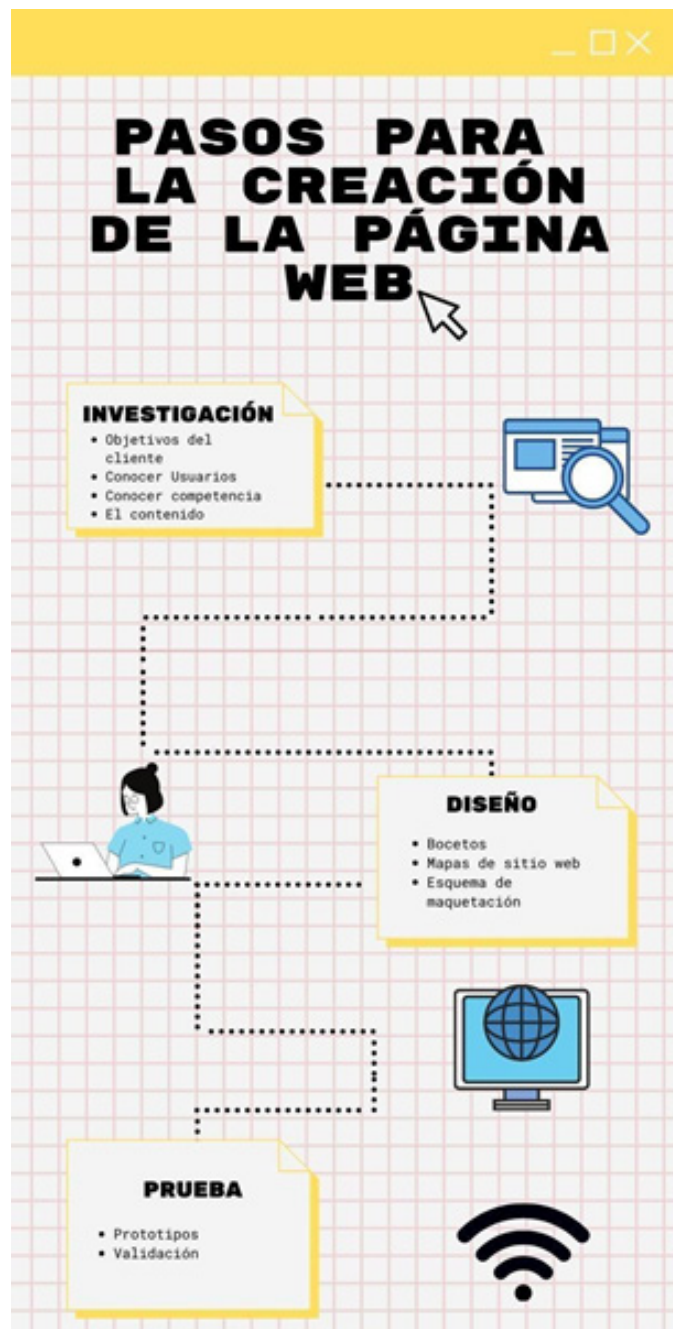 PASOS PARA
LA CREACIÓN
DE LA PÁGINA
WEB
INVESTIGACIÓN
• Objetivos del
cliente
• Conocer Usuarios
• Conocer competencia
• El contenido
DISEÑO
• Bocetos
• Mapas de sitio web
• Esquema de
maquetación
PRUEBA
• Prototipos
• Validación